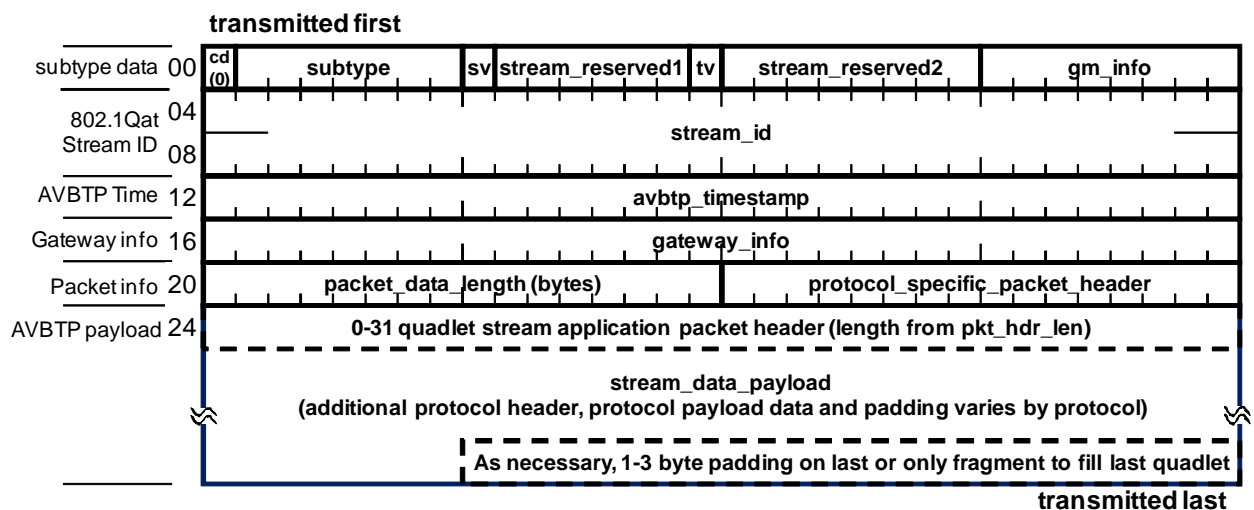 transmitted first
subtype data 00 cd (0) subtype sv stream_reserved1 tv stream_reserved2 gm_info
802.1Qat Stream ID 04 08 stream_id
AVBTP Time 12 avbtp_timestamp
Gateway info 16 gateway_info
Packet info 20 packet_data_length (bytes) protocol_specific_packet_header
AVBTP payload 24 0-31 quadlet stream application packet header (length from pkt_hdr_len)
stream_data_payload
(additional protocol header, protocol payload data and padding varies by protocol)
As necessary, 1-3 byte padding on last or only fragment to fill last quadlet
transmitted last